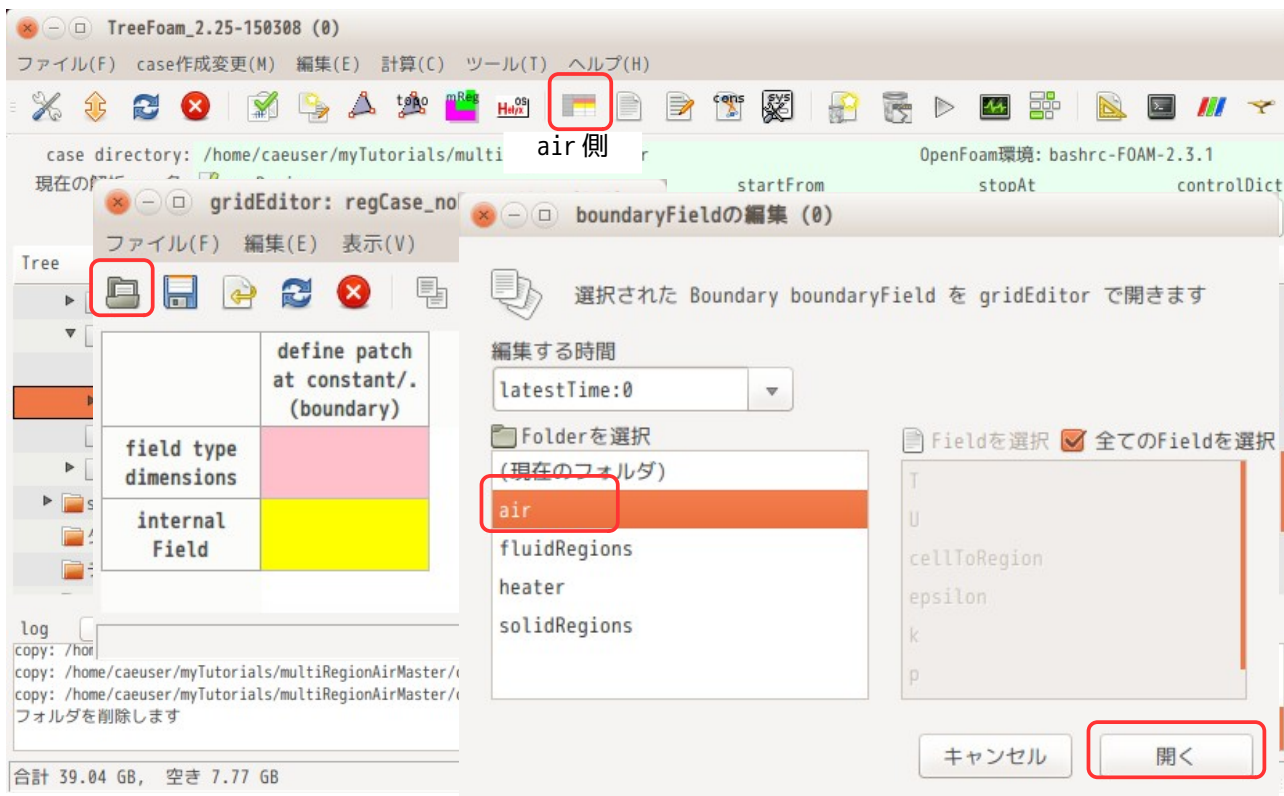 TreeFoam_2.25-150308 (0)
ファイル(F) case作成変更(M) 編集(E) 計算(C) ツール(T) ヘルプ(H)
topo
mReg
Helyx OS
cons
sys
air側
case directory: /home/caeuser/myTutorials/multi r
OpenFoam環境: bashrc-FOAM-2.3.1
現在の
startFrom stopAt controlDict
Tree
gridEditor: regCase_no
ファイル(F) 編集(E) 表示(V)
define patch
at constant/.
(boundary)
field type
dimensions
internal
Field
boundaryFieldの編集 (0)
選択された Boundary boundaryField を gridEditor で開きます
編集する時間
latestTime:0
Folderを選択
(現在のフォルダ)
air
fluidRegions
heater
solidRegions
Fieldを選択 全てのFieldを選択
T
U
cellToRegion
epsilon
k
p
キャンセル 開く
log
copy: /hom
copy: /home/caeuser/myTutorials/multiRegionAirMaster/
copy: /home/caeuser/myTutorials/multiRegionAirMaster/
フォルダを削除します
合計 39.04 GB, 空き 7.77 GB